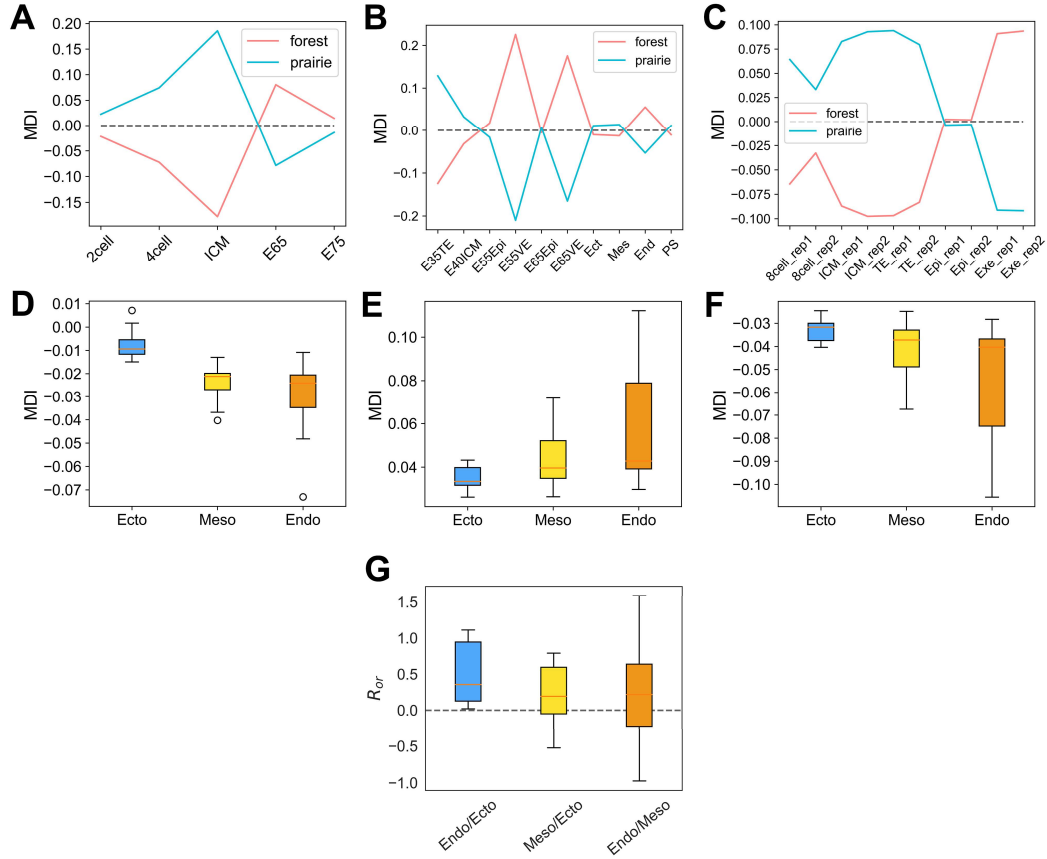 A
MDI
0.20
0.15
0.10
0.05
0.00
−0.05
−0.10
−0.15
forest
prairie
2cell
4cell
ICM
E65
E75
B
MDI
0.2
0.1
0.0
−0.1
−0.2
forest
prairie
E35TE
E40ICM
E55Epi
E55VE
E65Epi
E65VE
Ect
Mes
End
PS
C
MDI
0.100
0.075
0.050
0.025
0.000
−0.025
−0.050
−0.075
−0.100
forest
prairie
8cell_rep1
8cell_rep2
ICM_rep1
ICM_rep2
TE_rep1
TE_rep2
Epi_rep1
Epi_rep2
Exe_rep1
Exe_rep2
D
MDI
0.01
0.00
−0.01
−0.02
−0.03
−0.04
−0.05
−0.06
−0.07
Ecto
Meso
Endo
E
MDI
0.10
0.08
0.06
0.04
Ecto
Meso
Endo
F
MDI
−0.03
−0.04
−0.05
−0.06
−0.07
−0.08
−0.09
−0.10
Ecto
Meso
Endo
G
R_or
1.5
1.0
0.5
0.0
−0.5
−1.0
Endo/Ecto
Meso/Ecto
Endo/Meso